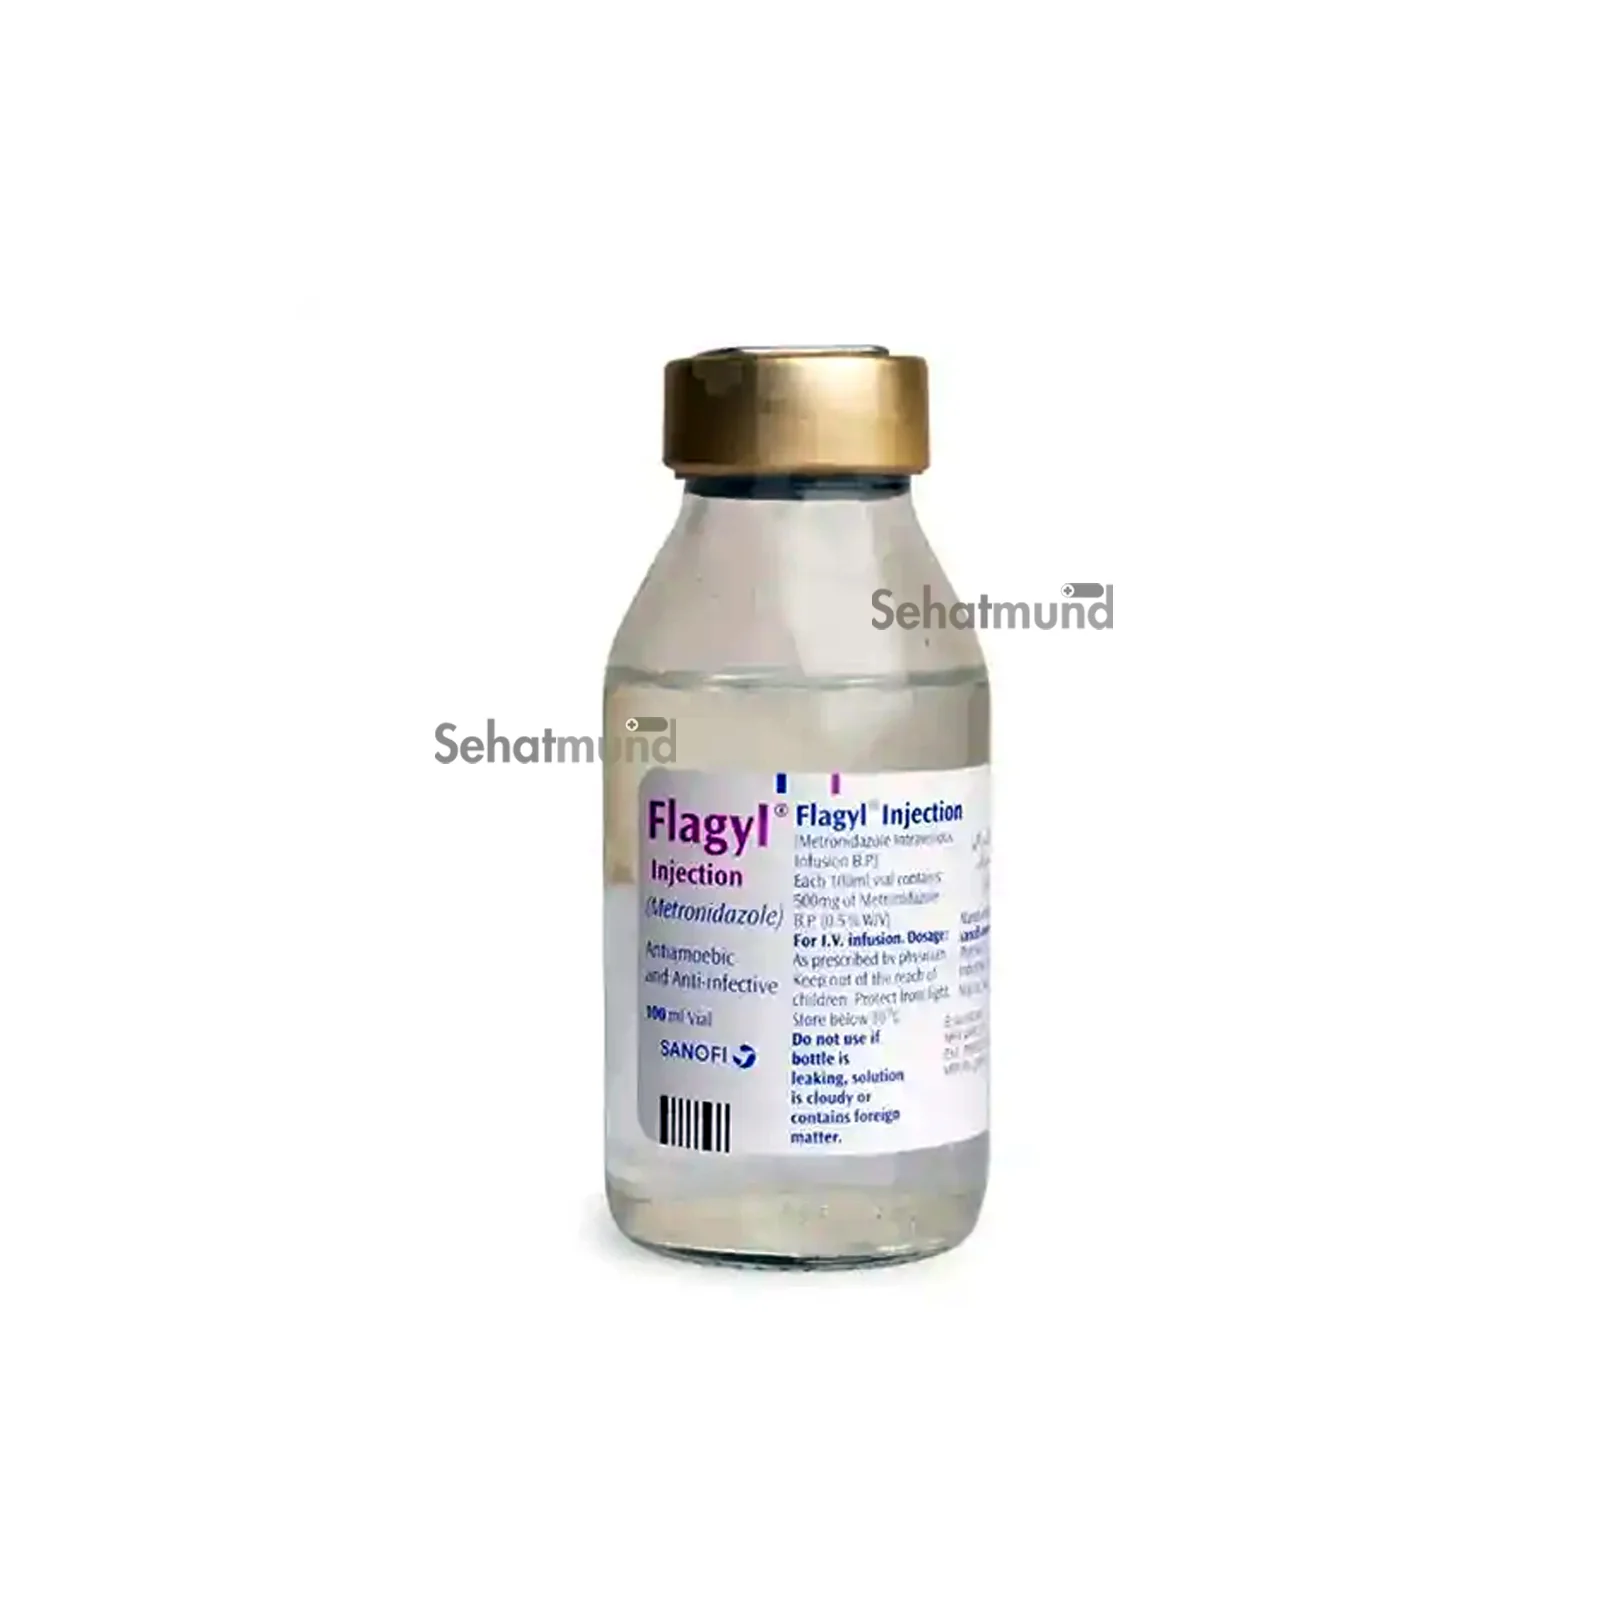 Sehatmund
Sehatmund
Flagyl®
Injection
(Metronidazole)
Antiamoebic
and Anti-infective
100 ml Vial
SANOFI
Flagyl® Injection
(Metronidazole Intravenous
Infusion B.P)
Each 100ml vial contains
500mg of Metronidazole
B.P (0.5% W/V)
For I.V. infusion. Dosage:
As prescribed by physician
Keep out of the reach of
children. Protect from light.
Store below 30°C
Do not use if
bottle is
leaking, solution
is cloudy or
contains foreign
matter.